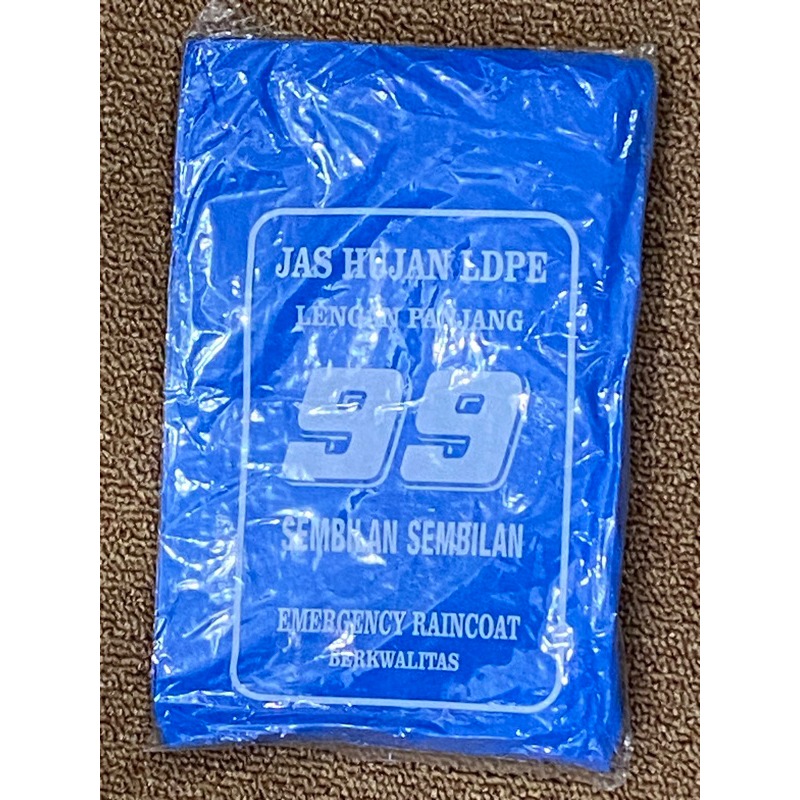 JAS HUJAN LDPE
LENGAN PANJANG
99
SEMBILAN SEMBILAN
EMERGENCY RAINCOAT
BERKWALITAS